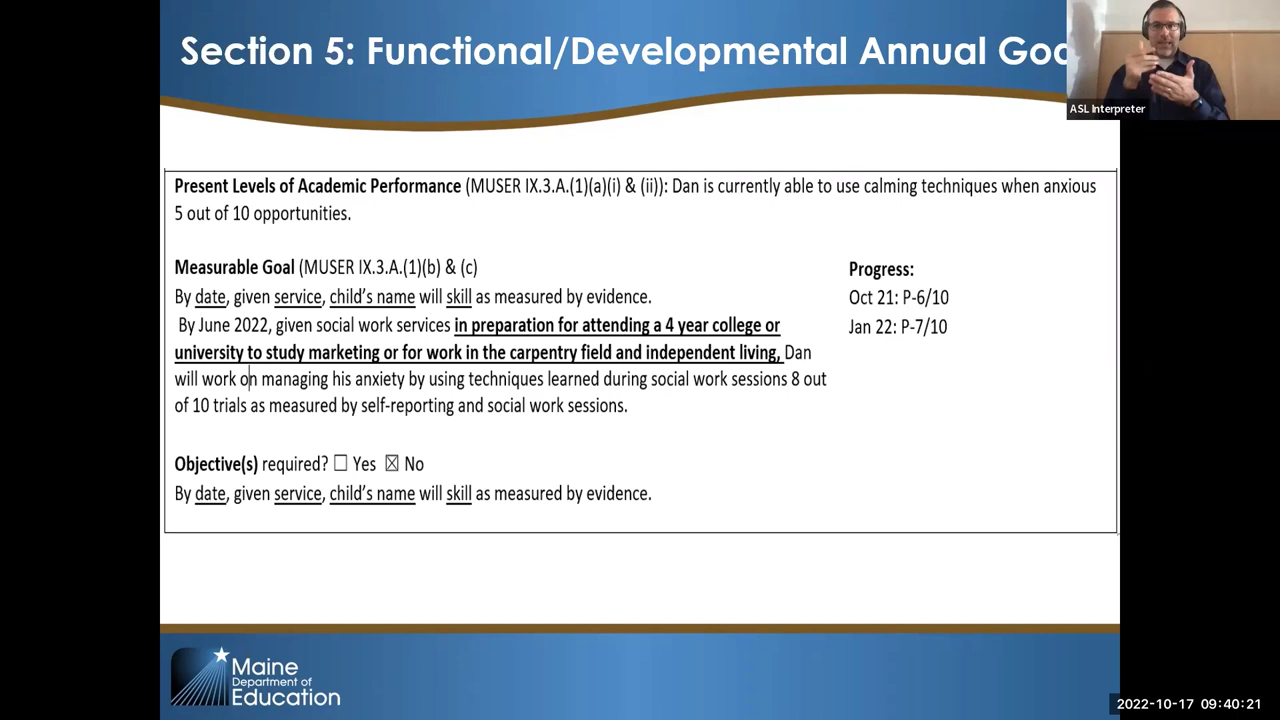 Section 5: Functional/Developmental Annual Goa
ASL Interpreter
Present Levels of Academic Performance (MUSER IX.3.A.(1)(a)(i) & (ii)): Dan is currently able to use calming techniques when anxious
5 out of 10 opportunities.
Measurable Goal (MUSER IX.3.A.(1)(b) & (c)
By date, given service, child's name will skill as measured by evidence.
By June 2022, given social work services in preparation for attending a 4 year college or
university to study marketing or for work in the carpentry field and independent living, Dan
will work on managing his anxiety by using techniques learned during social work sessions 8 out
of 10 trials as measured by self-reporting and social work sessions.
Progress:
Oct 21: P-6/10
Jan 22: P-7/10
Objective(s) required? ☐ Yes ☒ No
By date, given service, child's name will skill as measured by evidence.
Maine
Department of
Education
2022-10-17 09:40:21